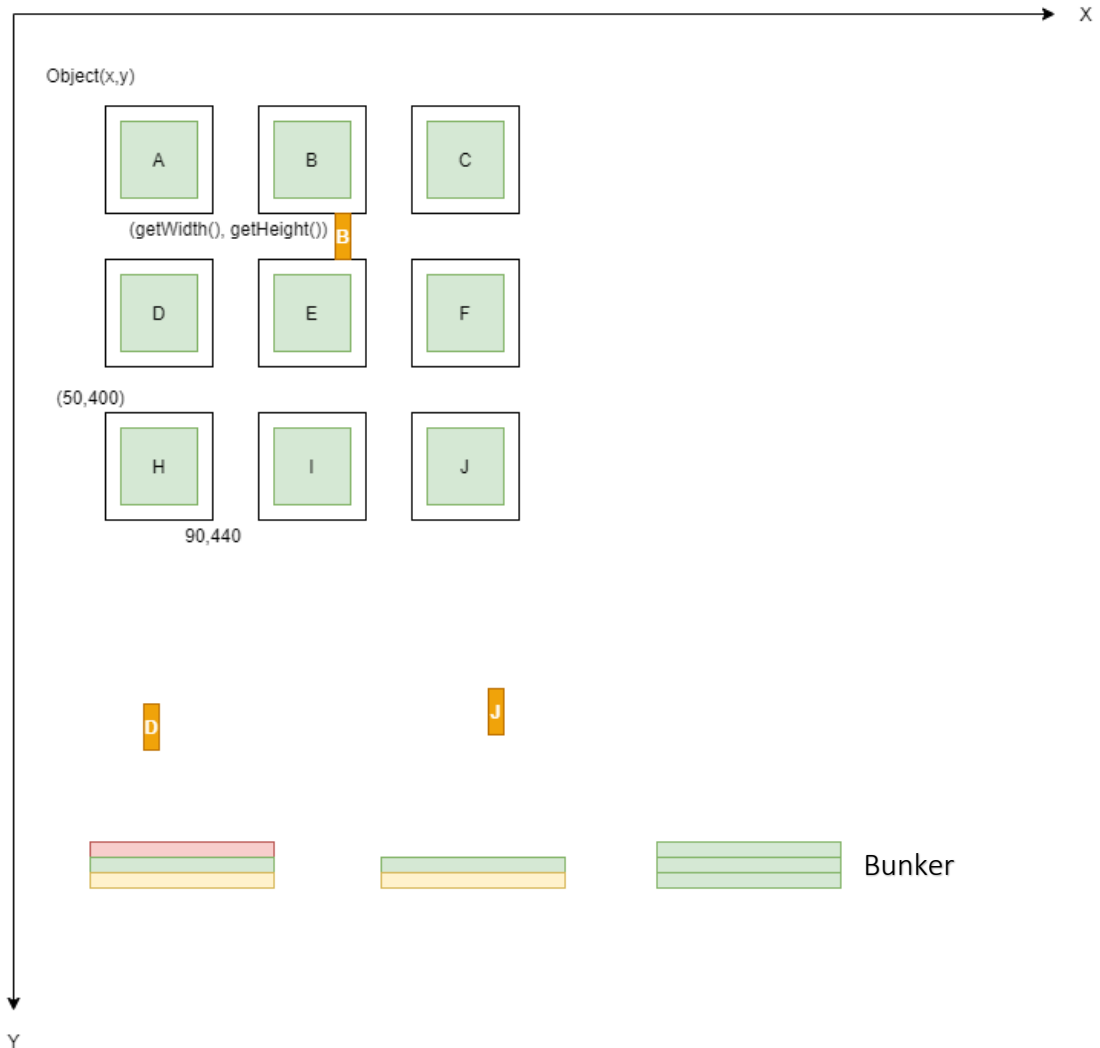 X
Object(x,y)
A
B
C
(getWidth(), getHeight())
B
D
E
F
(50,400)
H
I
J
90,440
D
J
Bunker
Y